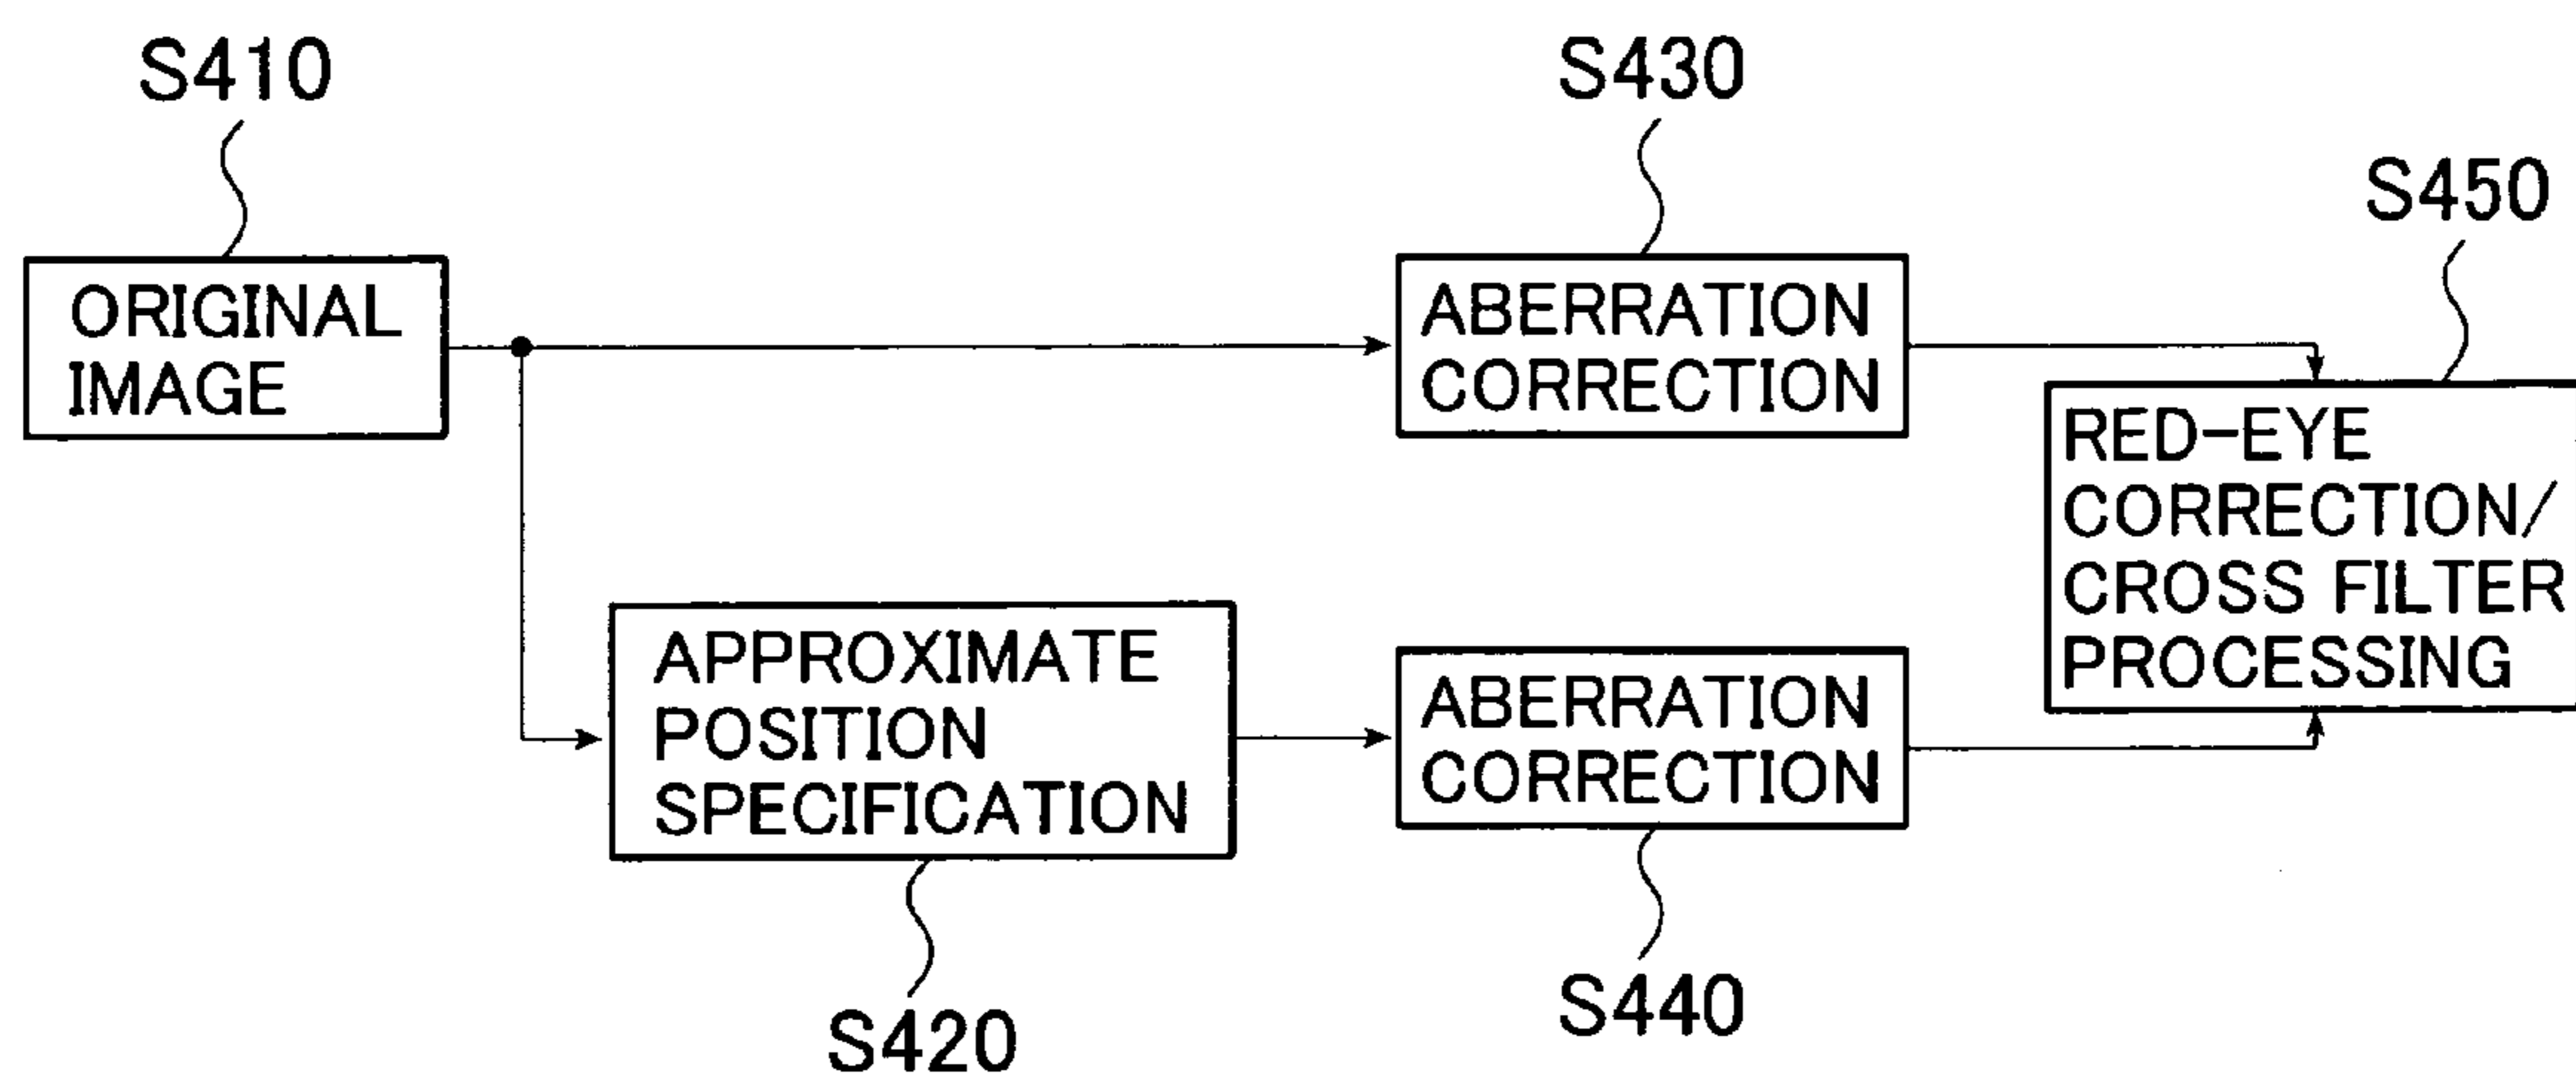 S410
S430
S450
ORIGINAL
IMAGE
ABERRATION
CORRECTION
RED-EYE
CORRECTION/
CROSS FILTER
PROCESSING
APPROXIMATE
POSITION
SPECIFICATION
ABERRATION
CORRECTION
S420
S440